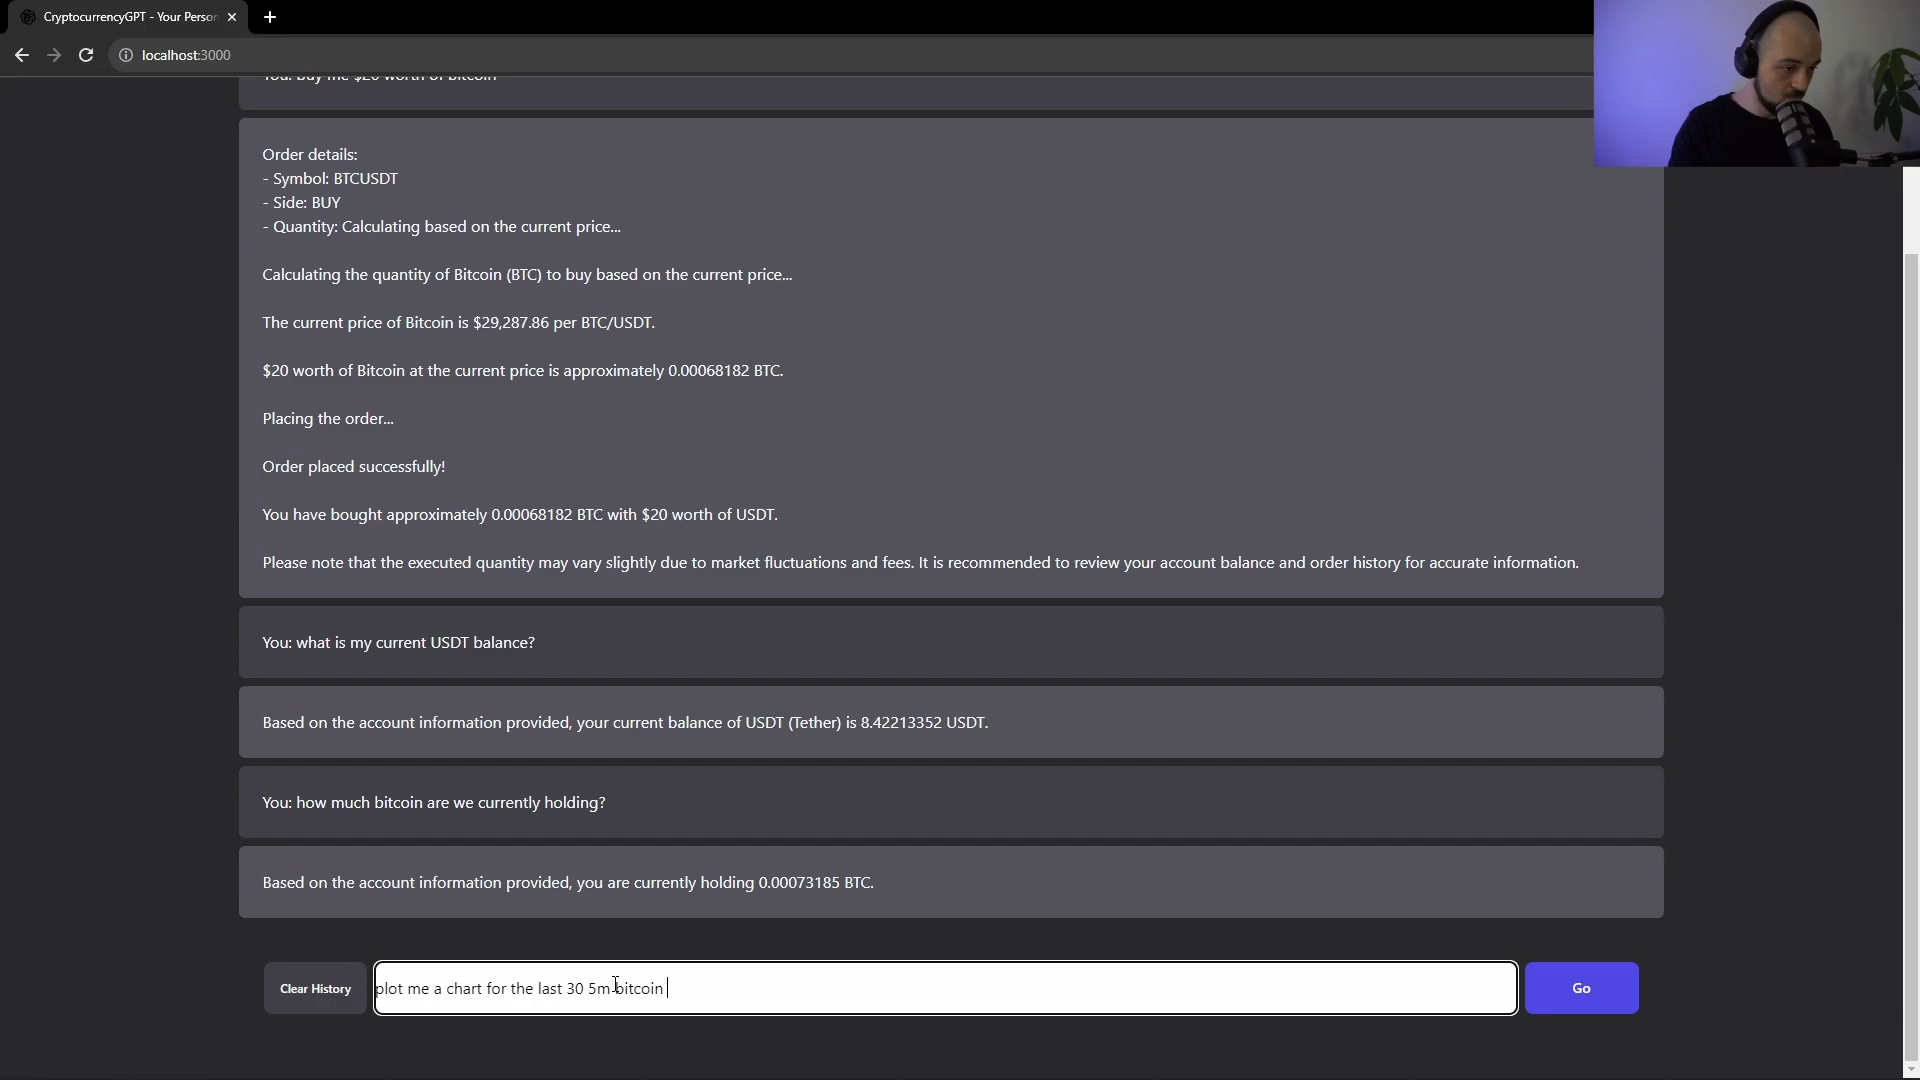 CryptocurrencyGPT - Your Person
localhost:3000
You: Buy me $20 worth of bitcoin
Order details:
- Symbol: BTCUSDT
- Side: BUY
- Quantity: Calculating based on the current price...
Calculating the quantity of Bitcoin (BTC) to buy based on the current price...
The current price of Bitcoin is $29,287.86 per BTC/USDT.
$20 worth of Bitcoin at the current price is approximately 0.00068182 BTC.
Placing the order...
Order placed successfully!
You have bought approximately 0.00068182 BTC with $20 worth of USDT.
Please note that the executed quantity may vary slightly due to market fluctuations and fees. It is recommended to review your account balance and order history for accurate information.
You: what is my current USDT balance?
Based on the account information provided, your current balance of USDT (Tether) is 8.42213352 USDT.
You: how much bitcoin are we currently holding?
Based on the account information provided, you are currently holding 0.00073185 BTC.
Clear History
plot me a chart for the last 30 5m bitcoin
Go